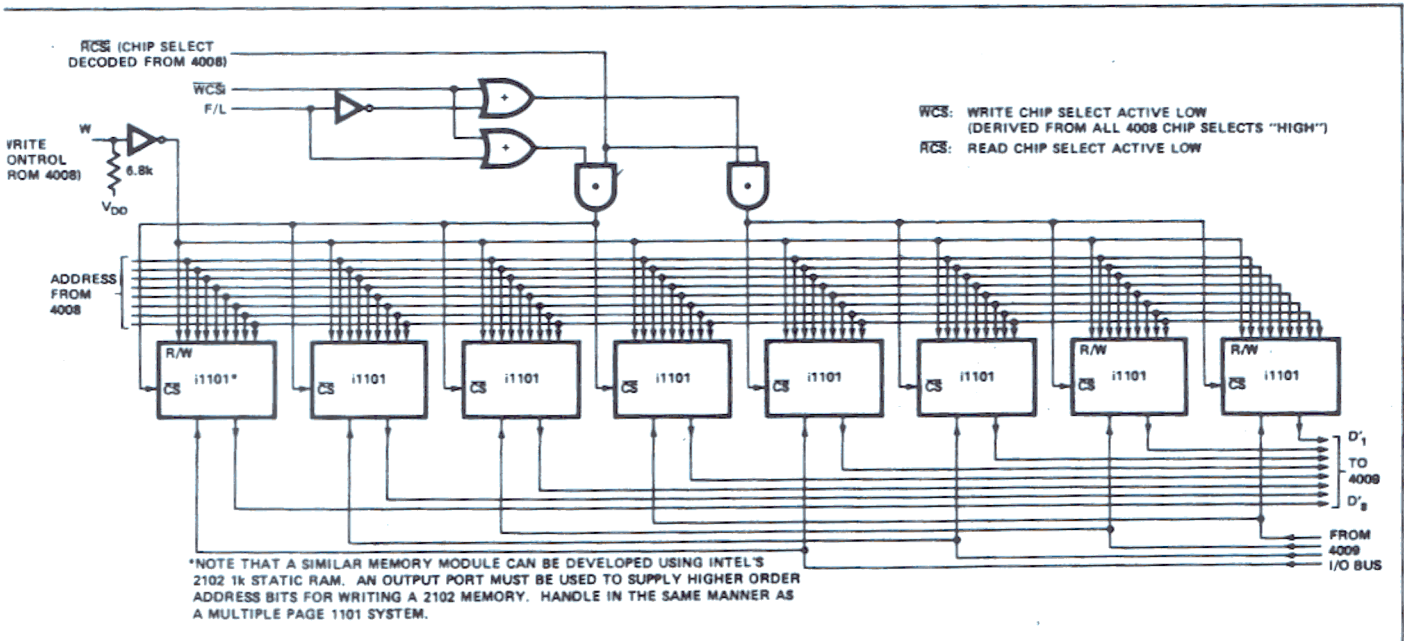 RCSi (CHIP SELECT
DECODED FROM 4008)
WCSi
F/L
W
WRITE
ONTROL
ROM 4008)
6.8k
VDD
+
+
•
•
WCS: WRITE CHIP SELECT ACTIVE LOW
(DERIVED FROM ALL 4008 CHIP SELECTS "HIGH")
RCS: READ CHIP SELECT ACTIVE LOW
ADDRESS
FROM
4008
R/W
i1101*
CS
i1101
CS
i1101
CS
i1101
CS
i1101
CS
i1101
CS
R/W
i1101
CS
R/W
i1101
CS
D'1
TO
4009
D'8
FROM
4009
I/O BUS
*NOTE THAT A SIMILAR MEMORY MODULE CAN BE DEVELOPED USING INTEL'S
2102 1k STATIC RAM. AN OUTPUT PORT MUST BE USED TO SUPPLY HIGHER ORDER
ADDRESS BITS FOR WRITING A 2102 MEMORY. HANDLE IN THE SAME MANNER AS
A MULTIPLE PAGE 1101 SYSTEM.